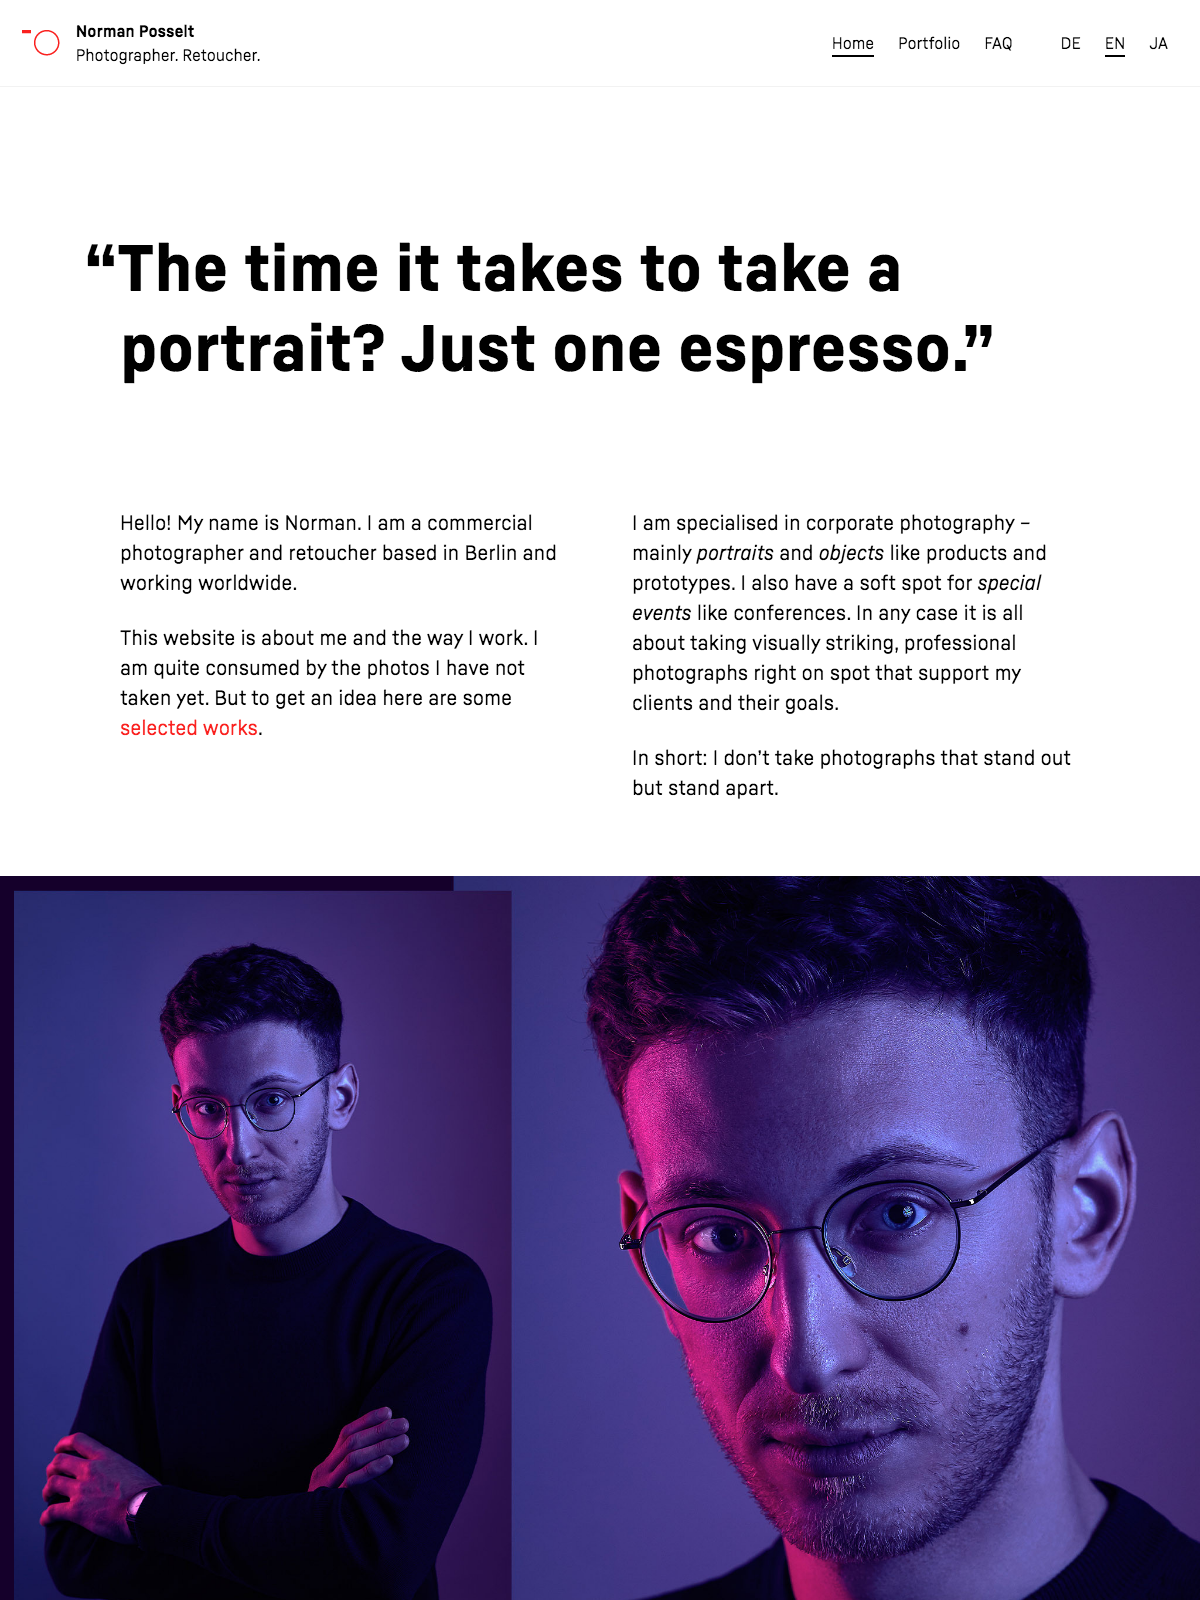 Norman Posselt
Photographer. Retoucher.
Home Portfolio FAQ DE EN JA
“The time it takes to take a
portrait? Just one espresso.”
Hello! My name is Norman. I am a commercial
photographer and retoucher based in Berlin and
working worldwide.
This website is about me and the way I work. I
am quite consumed by the photos I have not
taken yet. But to get an idea here are some
selected works.
I am specialised in corporate photography –
mainly portraits and objects like products and
prototypes. I also have a soft spot for special
events like conferences. In any case it is all
about taking visually striking, professional
photographs right on spot that support my
clients and their goals.
In short: I don’t take photographs that stand out
but stand apart.